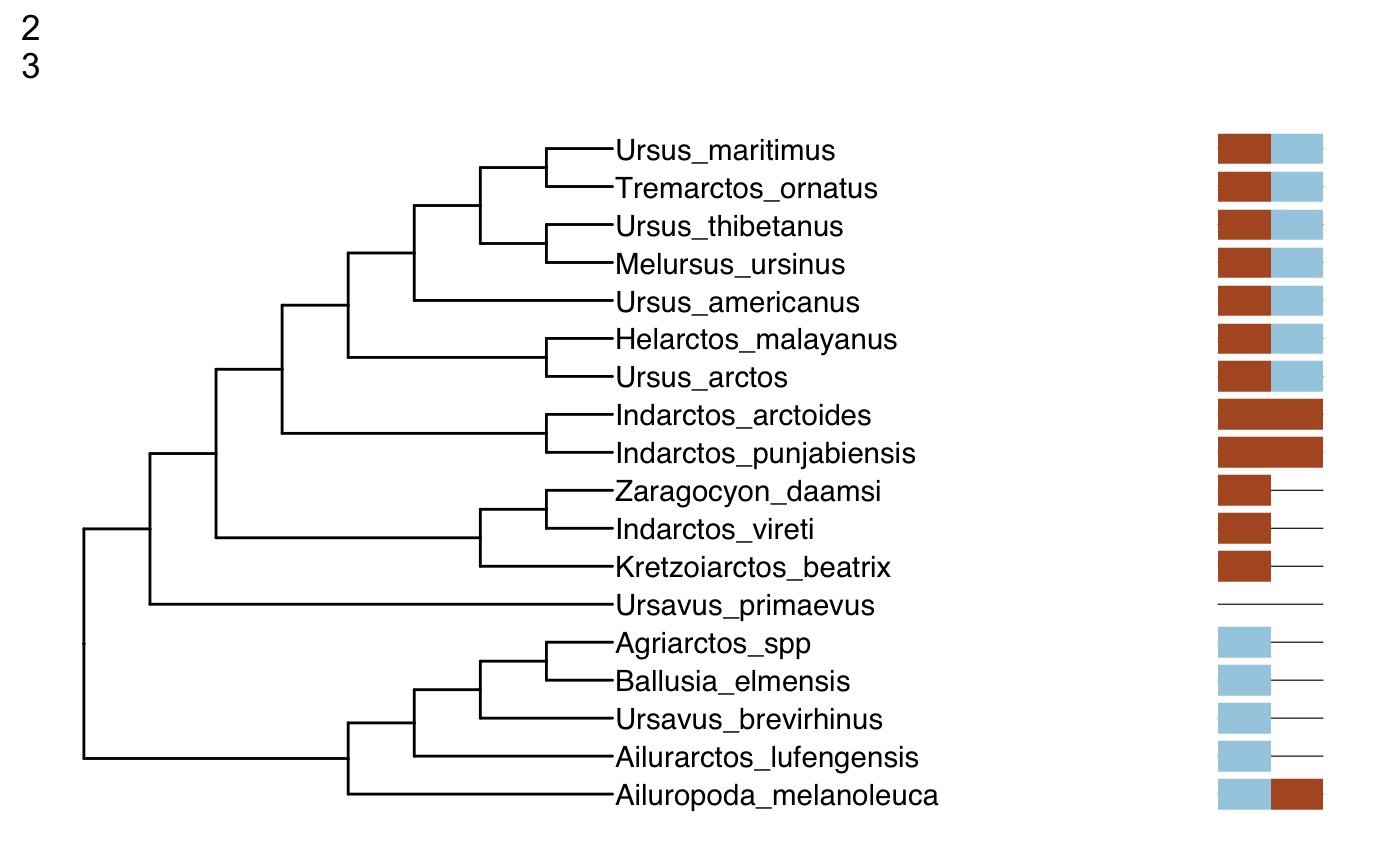 2
3
Ursus_maritimus
Tremarctos_ornatus
Ursus_thibetanus
Melursus_ursinus
Ursus_americanus
Helarctos_malayanus
Ursus_arctos
Indarctos_arctoides
Indarctos_punjabiensis
Zaragocyon_daamsi
Indarctos_vireti
Kretzoiarctos_beatrix
Ursavus_primaevus
Agriarctos_spp
Ballusia_elmensis
Ursavus_brevirhinus
Ailurarctos_lufengensis
Ailuropoda_melanoleuca